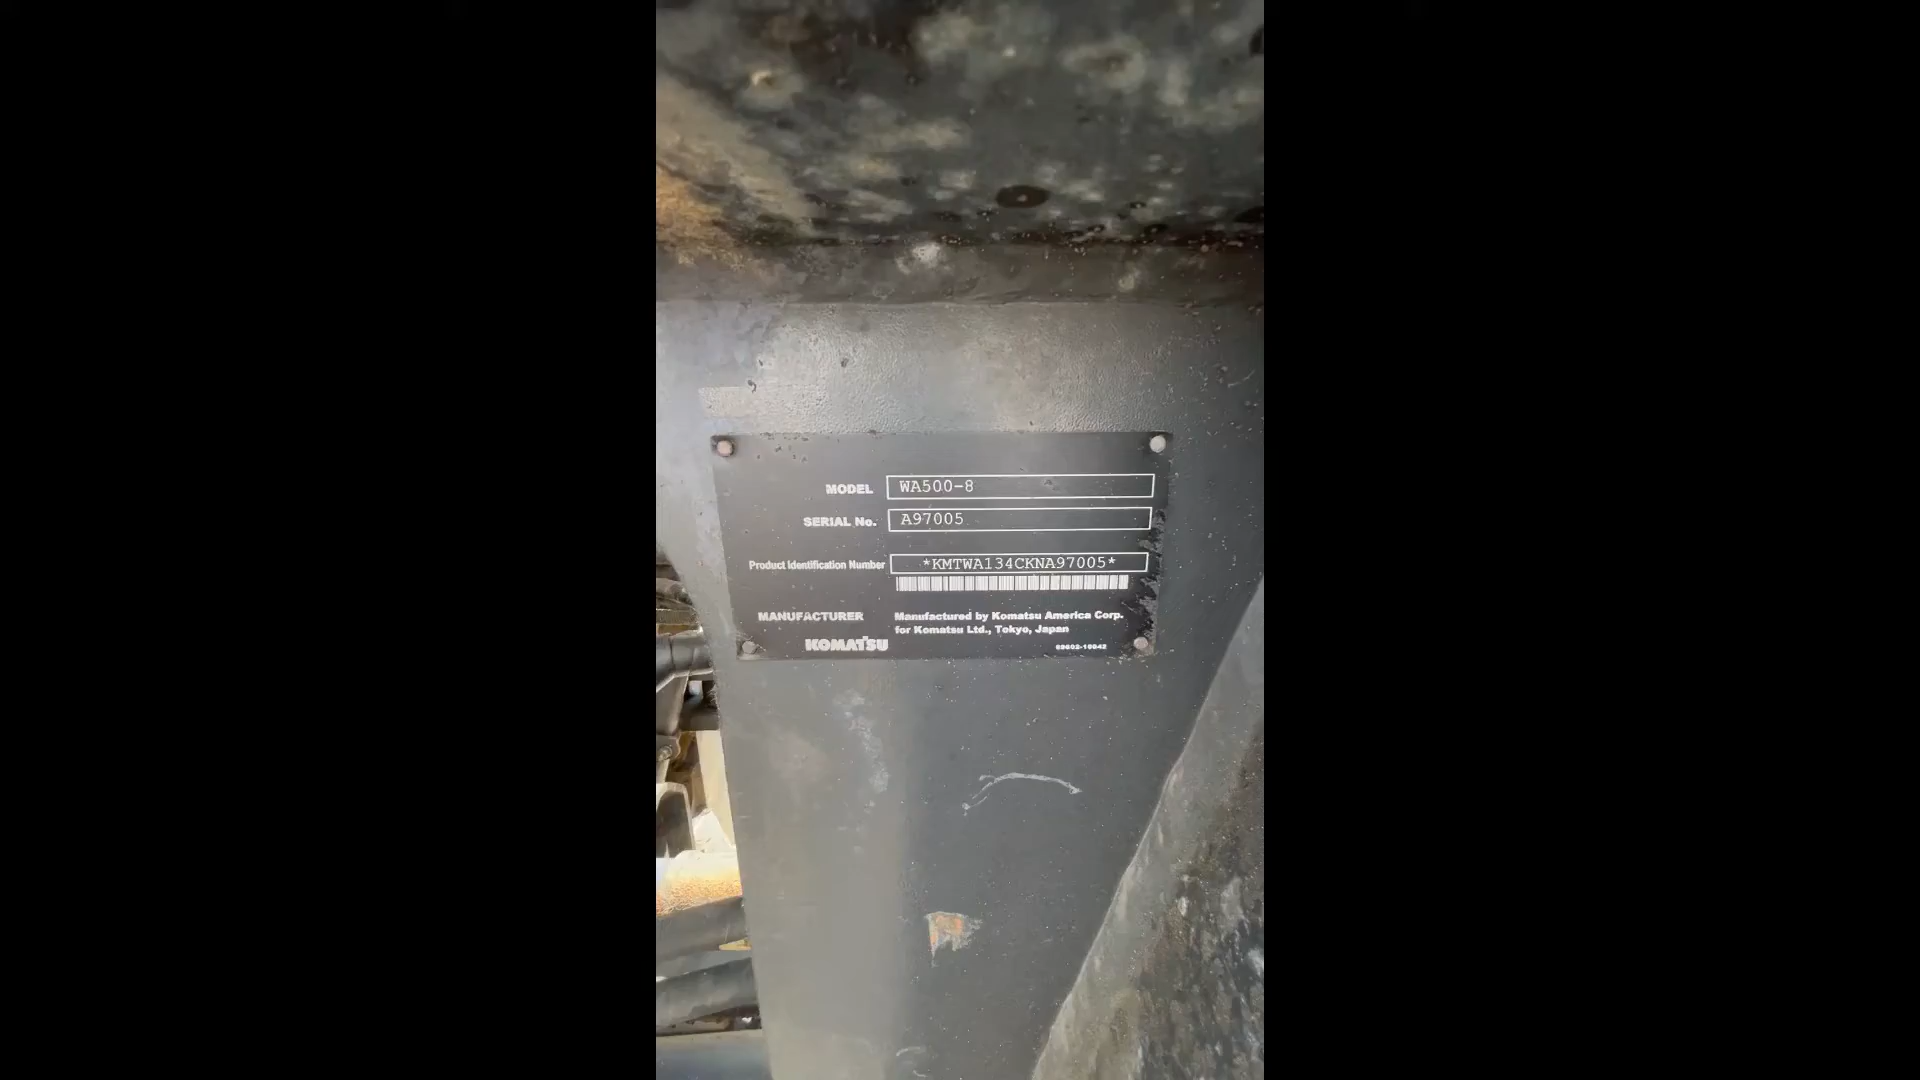 MODEL WA500-8
SERIAL No. A97005
Product Identification Number *KMTWA134CKNA97005*
MANUFACTURER Manufactured by Komatsu America Corp.
for Komatsu Ltd., Tokyo, Japan
KOMATSU